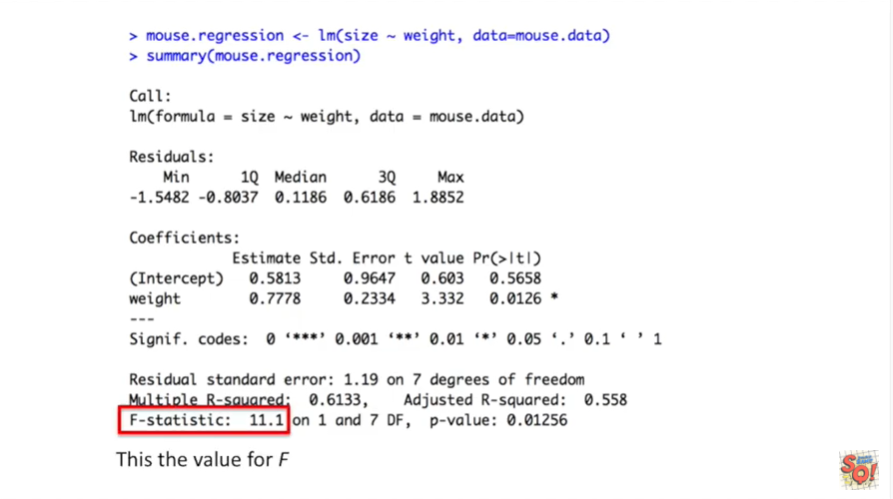 > mouse.regression <- lm(size ~ weight, data=mouse.data)
> summary(mouse.regression)
Call:
lm(formula = size ~ weight, data = mouse.data)
Residuals:
    Min      1Q  Median      3Q     Max
-1.5482 -0.8037  0.1186  0.6186  1.8852
Coefficients:
            Estimate Std. Error t value Pr(>|t|)
(Intercept)   0.5813     0.9647   0.603   0.5658
weight        0.7778     0.2334   3.332   0.0126 *
---
Signif. codes:  0 ‘***’ 0.001 ‘**’ 0.01 ‘*’ 0.05 ‘.’ 0.1 ‘ ’ 1
Residual standard error: 1.19 on 7 degrees of freedom
Multiple R-squared:  0.6133,    Adjusted R-squared:  0.558
F-statistic:  11.1 on 1 and 7 DF,  p-value: 0.01256
This the value for F
SQ!